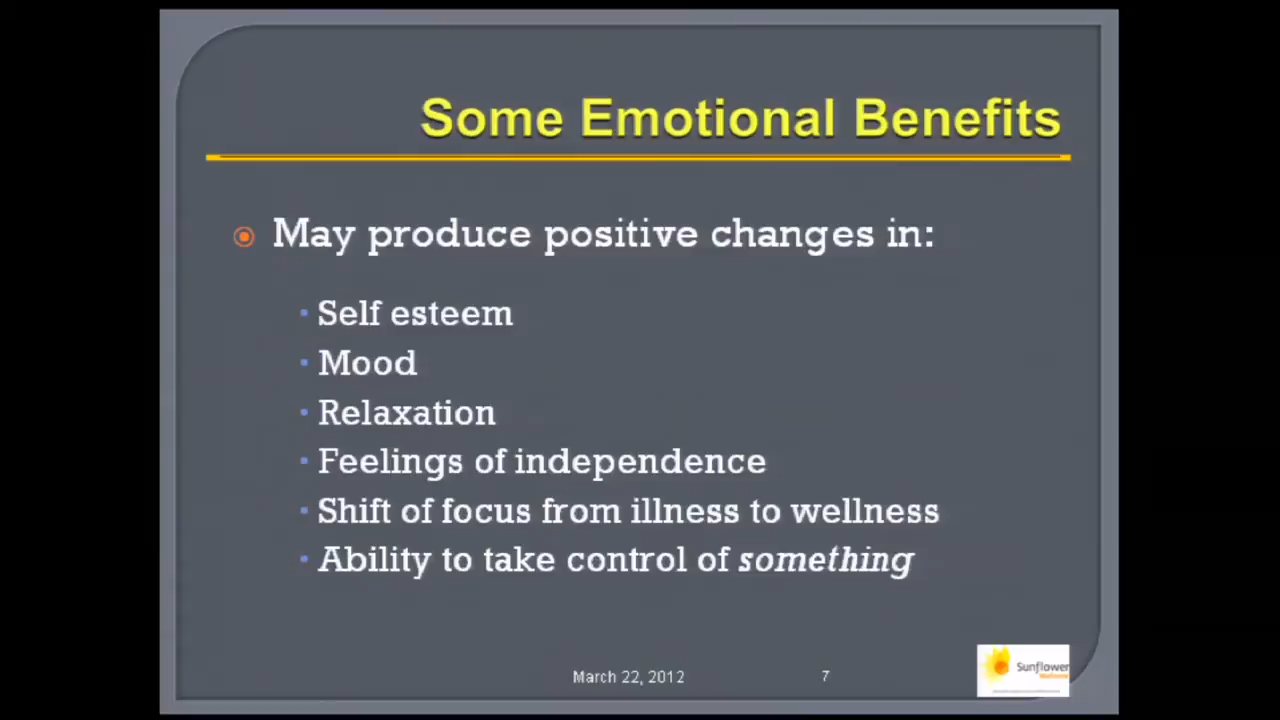 Some Emotional Benefits
May produce positive changes in:
Self esteem
Mood
Relaxation
Feelings of independence
Shift of focus from illness to wellness
Ability to take control of something
March 22, 2012
7
Sunflower